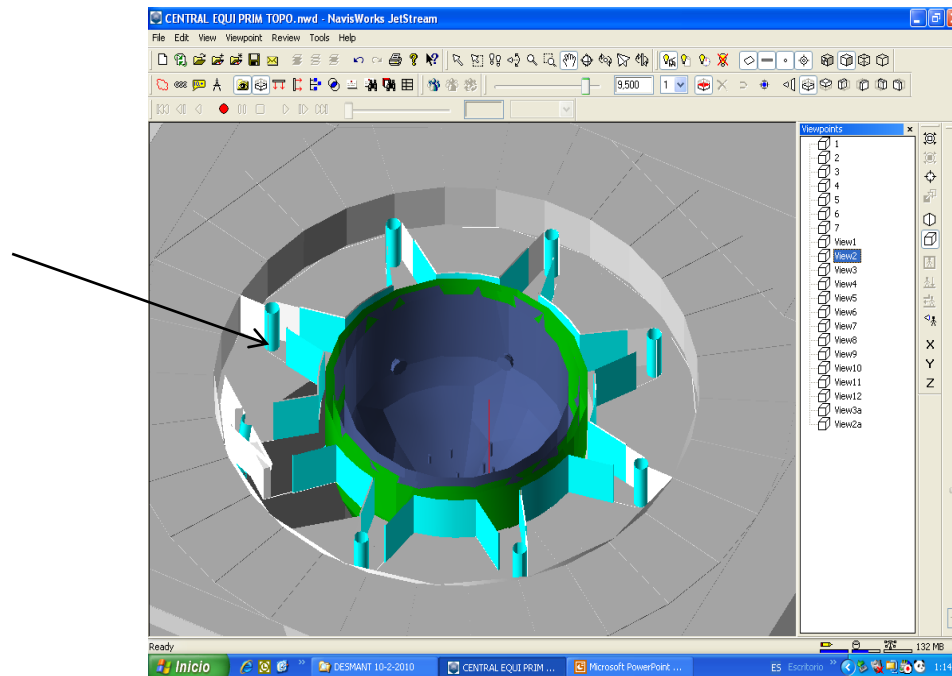 CENTRAL EQUI PRIM TOPO.nwd - NavisWorks JetStream
File Edit View Viewpoint Review Tools Help
9,500 1
Viewpoints
1
2
3
4
5
6
7
View1
View2
View3
View4
View5
View6
View7
View8
View9
View10
View11
View12
View3a
View2a
X
Y
Z
Ready
132 MB
Inicio
DESMANT 10-2-2010
CENTRAL EQUI PRIM ...
Microsoft PowerPoint ...
ES Escritorio
1:14